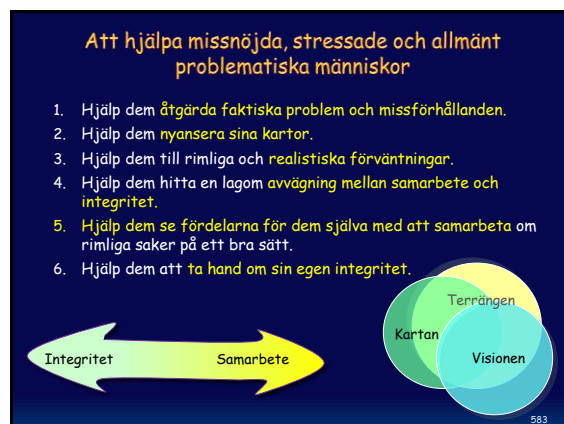 Att hjälpa missnöjda, stressade och allmänt
problematiska människor
1. Hjälp dem åtgärda faktiska problem och missförhållanden.
2. Hjälp dem nyansera sina kartor.
3. Hjälp dem till rimliga och realistiska förväntningar.
4. Hjälp dem hitta en lagom avvägning mellan samarbete och
integritet.
5. Hjälp dem se fördelarna för dem själva med att samarbeta om
rimliga saker på ett bra sätt.
6. Hjälp dem att ta hand om sin egen integritet.
Terrängen
Kartan
Integritet
Samarbete
Visionen
583